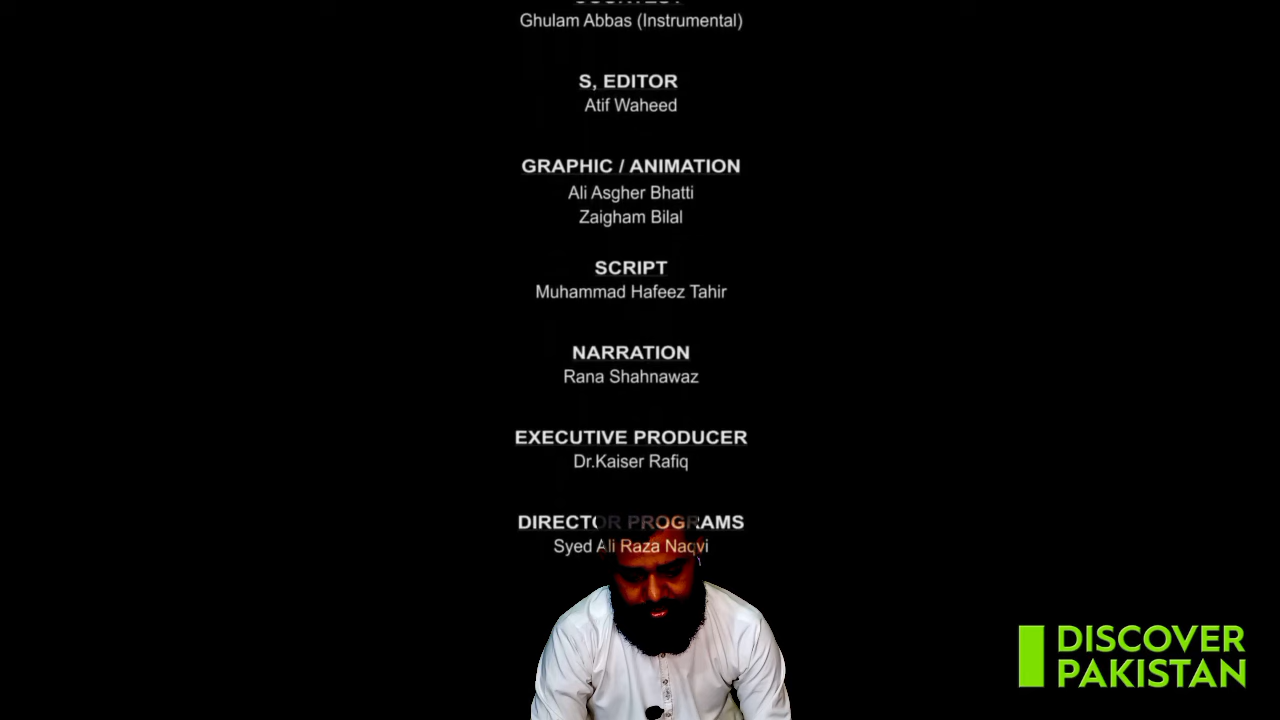 Ghulam Abbas (Instrumental)
S, EDITOR
Atif Waheed
GRAPHIC / ANIMATION
Ali Asgher Bhatti
Zaigham Bilal
SCRIPT
Muhammad Hafeez Tahir
NARRATION
Rana Shahnawaz
EXECUTIVE PRODUCER
Dr.Kaiser Rafiq
DIRECTOR PROGRAMS
Syed Ali Raza Naqvi
DISCOVER
PAKISTAN